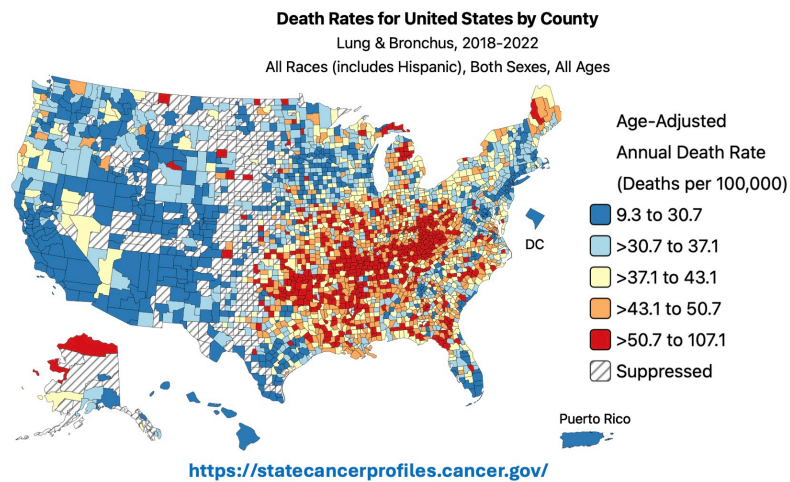 Death Rates for United States by County
Lung & Bronchus, 2018-2022
All Races (includes Hispanic), Both Sexes, All Ages
Age-Adjusted
Annual Death Rate
(Deaths per 100,000)
9.3 to 30.7
>30.7 to 37.1
>37.1 to 43.1
>43.1 to 50.7
>50.7 to 107.1
Suppressed
DC
Puerto Rico
https://statecancerprofiles.cancer.gov/